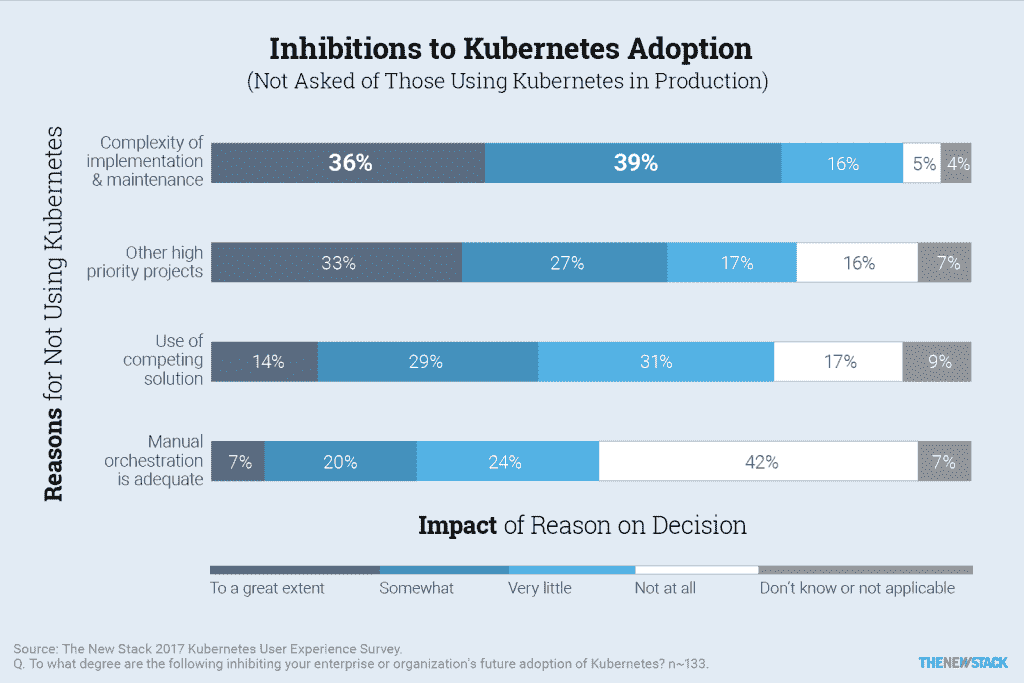 Inhibitions to Kubernetes Adoption
(Not Asked of Those Using Kubernetes in Production)
Reasons for Not Using Kubernetes
Complexity of
implementation
& maintenance
36% 39% 16% 5% 4%
Other high
priority projects
33% 27% 17% 16% 7%
Use of
competing
solution
14% 29% 31% 17% 9%
Manual
orchestration
is adequate
7% 20% 24% 42% 7%
Impact of Reason on Decision
To a great extent Somewhat Very little Not at all Don't know or not applicable
Source: The New Stack 2017 Kubernetes User Experience Survey.
Q. To what degree are the following inhibiting your enterprise or organization's future adoption of Kubernetes? n~133.
THENEWSTACK